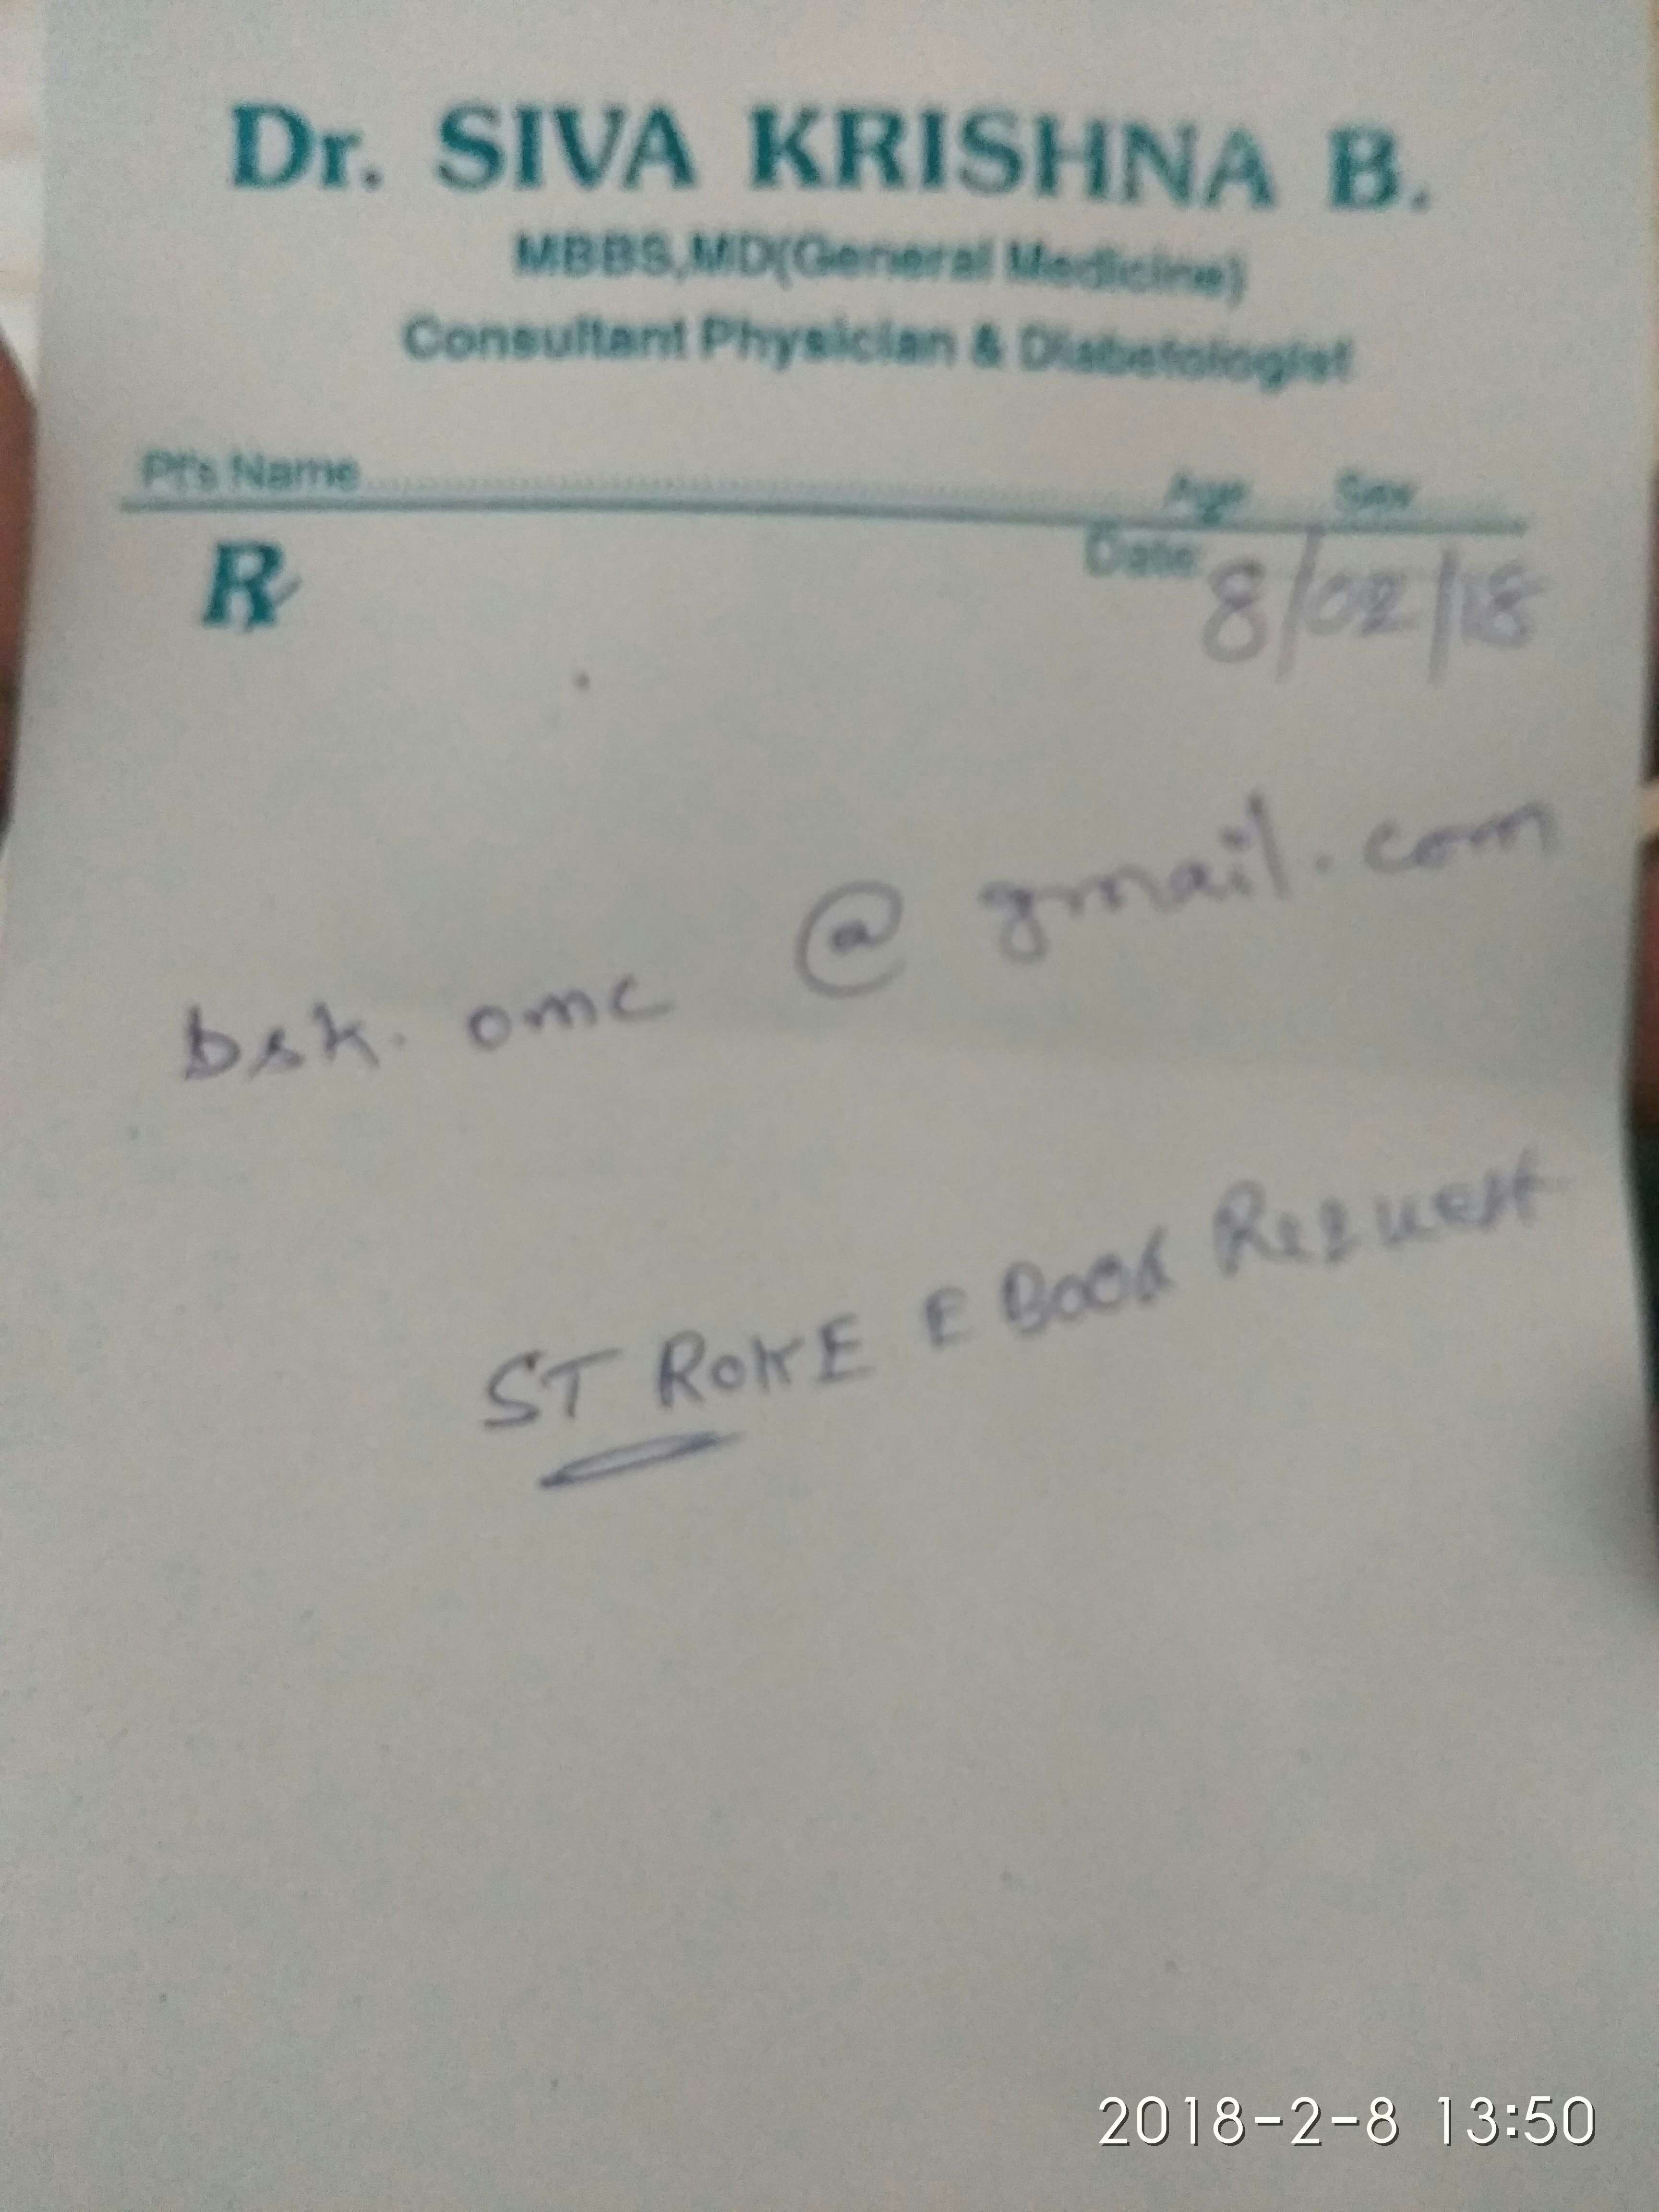 Dr. SIVA KRISHNA B.
MBBS,MD(General Medicine)
Consultant Physician & Diabetologist
Pt's Name Age Sex
Date: 8/02/18
R
bsk. omc @ gmail.com
STROKE E Book Request
2018-2-8 13:50